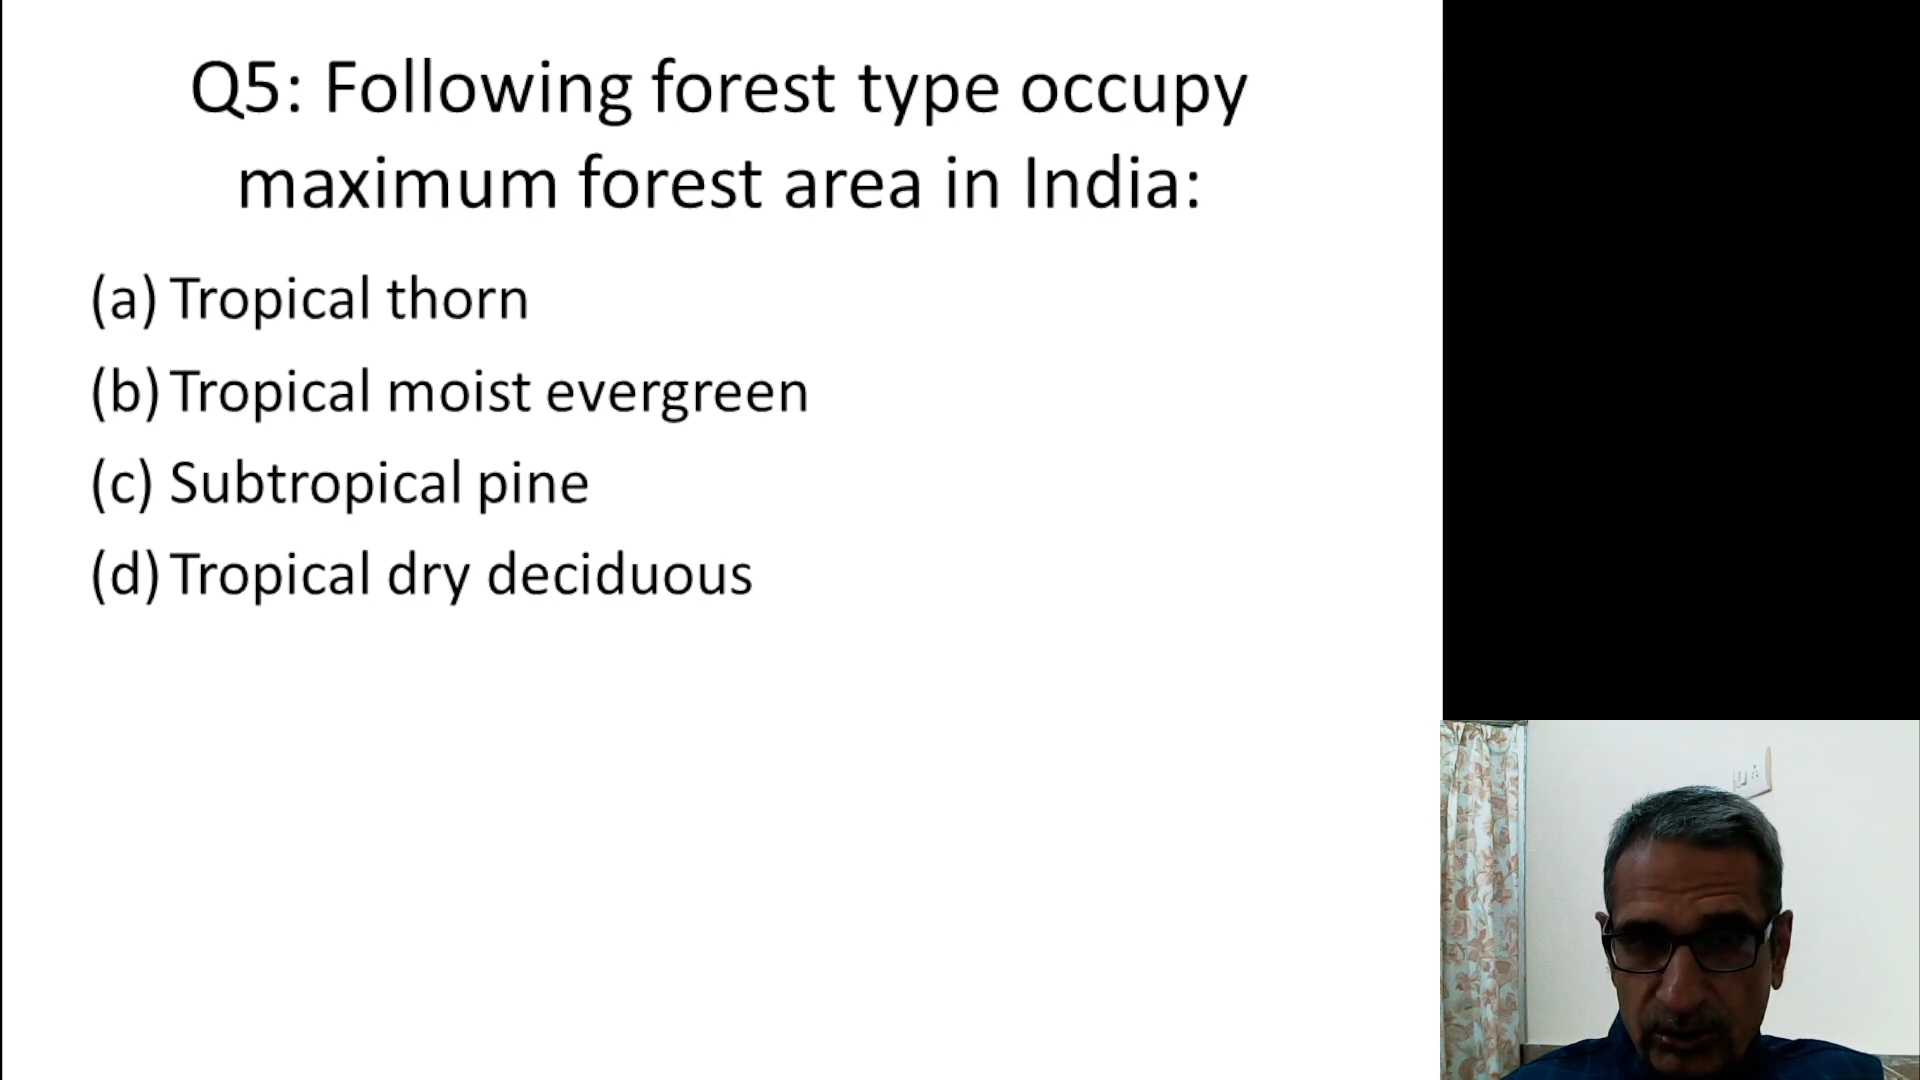 Q5: Following forest type occupy
maximum forest area in India:
(a) Tropical thorn
(b) Tropical moist evergreen
(c) Subtropical pine
(d) Tropical dry deciduous